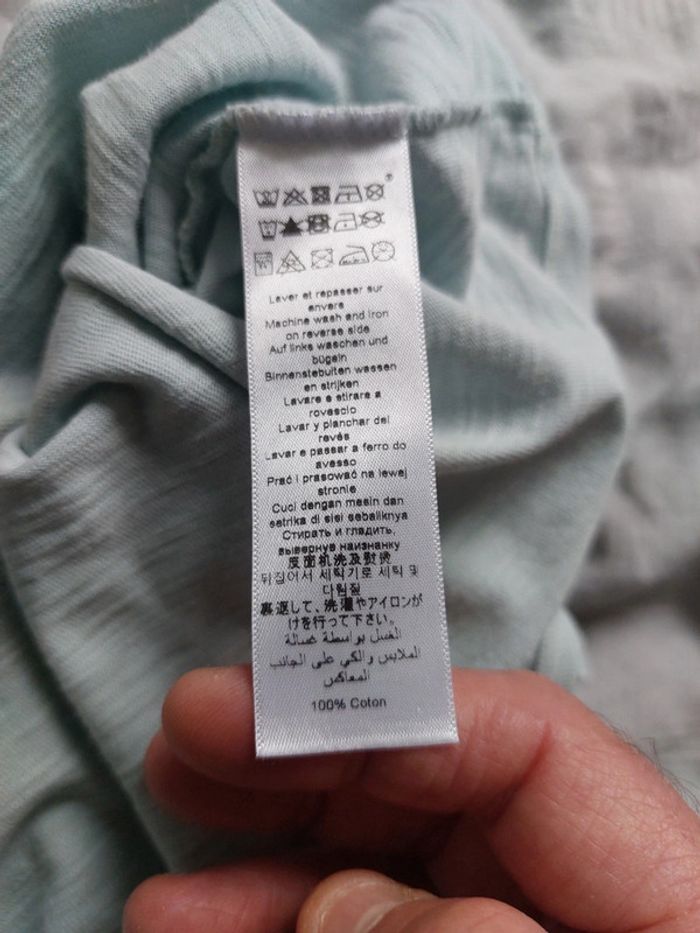 Laver et repasser sur
envers
Machine wash and iron
on reverse side
Auf links waschen und
bügeln
Binnenstebuiten wassen
en strijken
Lavare e stirare a
rovescio
Lavar y planchar del
revés
Lavar e passar a ferro do
avesso
Prać i prasować na lewej
stronie
Cuci dengan mesin dan
setrika di sisi sebaliknya
Стирать и гладить,
вывернув наизнанку
度面机洗及熨烫
뒤집어서 세탁기로 세탁 및
다림질
裏返して、洗濯やアイロンが
けを行って下さい。
الغسل بواسطة غسالة
الملابس والكي على الجانب
المعاكس
100% Coton